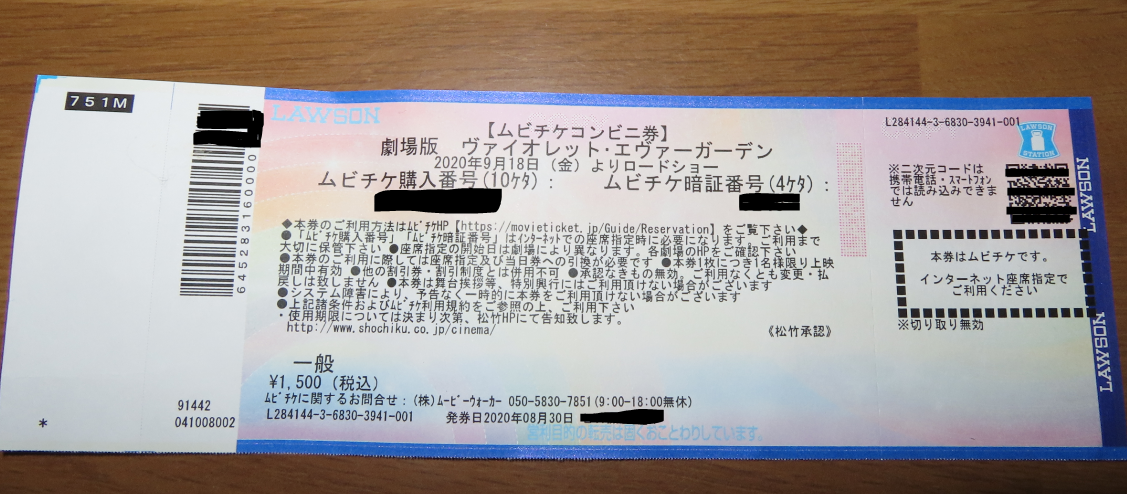 751M
LAWSON
【ムビチケコンビニ券】
劇場版 ヴァイオレット・エヴァーガーデン
2020年9月18日(金)よりロードショー
ムビチケ購入番号(10ケタ): ムビチケ暗証番号(4ケタ):
◆本券のご利用方法はムビチケHP【https://movieticket.jp/Guide/Reservation】をご覧下さい◆
●「ムビチケ購入番号」「ムビチケ暗証番号」はインターネットでの座席指定時に必要になります。ご利用まで
大切に保管下さい ●座席指定の開始日は劇場により異なります。各劇場のHPをご確認下さい
●本券のご利用に際しては座席指定及び当日券への引換が必要です ●本券1枚につき1名様限り上映
期間中有効 ●他の割引券・割引制度とは併用不可 ●承認なきもの無効。ご利用なくとも変更・払
戻しは致しません ●本券は舞台挨拶等、特別興行にはご利用頂けない場合がございます
●システム障害により、予告なく一時的に本券をご利用頂けない場合がございます
●上記諸条件およびムビチケ利用規約をご参照の上、ご利用下さい
・使用期限については決まり次第、松竹HPにて告知致します。
http://www.shochiku.co.jp/cinema/ 《松竹承認》
一般
¥1,500(税込)
ムビチケに関するお問合せ:(株)ムービーウォーカー 050-5830-7851(9:00-18:00無休)
L284144-3-6830-3941-001 発券日2020年08月30日
営利目的の転売は固くおことわりしています。
6452831600000
91442
041008002
*
L284144-3-6830-3941-001
LAWSON
STATION
※二次元コードは
携帯電話・スマートフォン
では読み込みできま
せん
本券はムビチケです。
インターネット座席指定で
ご利用ください
※切り取り無効
LAWSON
LAWSON